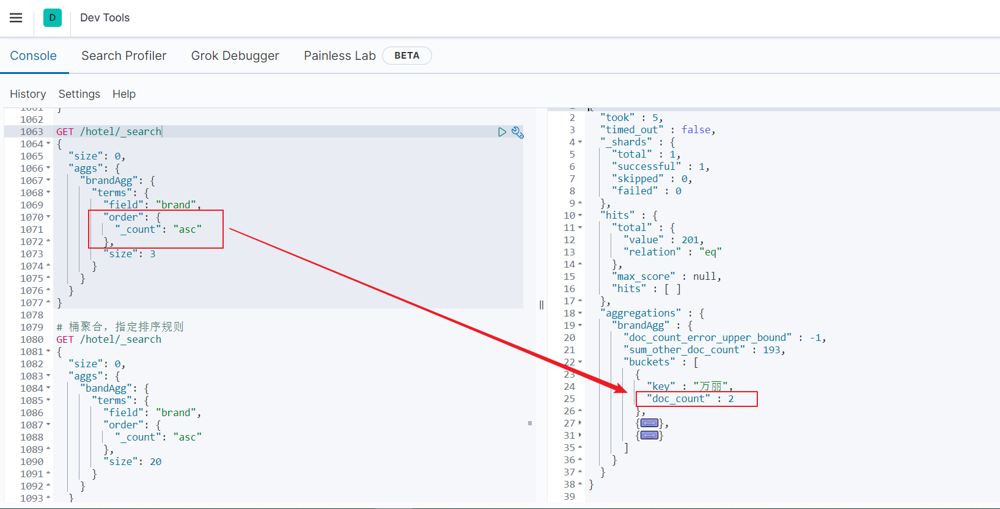 D Dev Tools
Console Search Profiler Grok Debugger Painless Lab BETA
History Settings Help
1061 }
1062
1063 GET /hotel/_search
1064 {
1065 "size": 0,
1066 "aggs": {
1067 "brandAgg": {
1068 "terms": {
1069 "field": "brand",
1070 "order": {
1071 "_count": "asc"
1072 },
1073 "size": 3
1074 }
1075 }
1076 }
1077 }
1078
1079 # 桶聚合，指定排序规则
1080 GET /hotel/_search
1081 {
1082 "size": 0,
1083 "aggs": {
1084 "bandAgg": {
1085 "terms": {
1086 "field": "brand",
1087 "order": {
1088 "_count": "asc"
1089 },
1090 "size": 20
1091 }
1092 }
1093 }
1 {
2 "took" : 5,
3 "timed_out" : false,
4 "_shards" : {
5 "total" : 1,
6 "successful" : 1,
7 "skipped" : 0,
8 "failed" : 0
9 },
10 "hits" : {
11 "total" : {
12 "value" : 201,
13 "relation" : "eq"
14 },
15 "max_score" : null,
16 "hits" : [ ]
17 },
18 "aggregations" : {
19 "brandAgg" : {
20 "doc_count_error_upper_bound" : -1,
21 "sum_other_doc_count" : 193,
22 "buckets" : [
23 {
24 "key" : "万丽",
25 "doc_count" : 2
26 },
27 {},
31 {}
35 ]
36 }
37 }
38 }
39